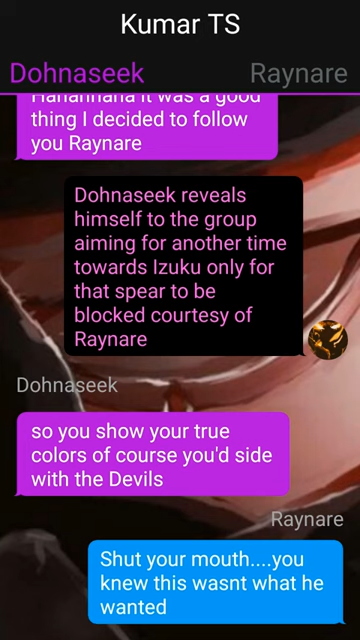 Kumar TS
Dohnaseek
Raynare
Hahahhaha it was a good
thing I decided to follow
you Raynare
Dohnaseek reveals
himself to the group
aiming for another time
towards Izuku only for
that spear to be
blocked courtesy of
Raynare
Dohnaseek
so you show your true
colors of course you'd side
with the Devils
Raynare
Shut your mouth....you
knew this wasnt what he
wanted